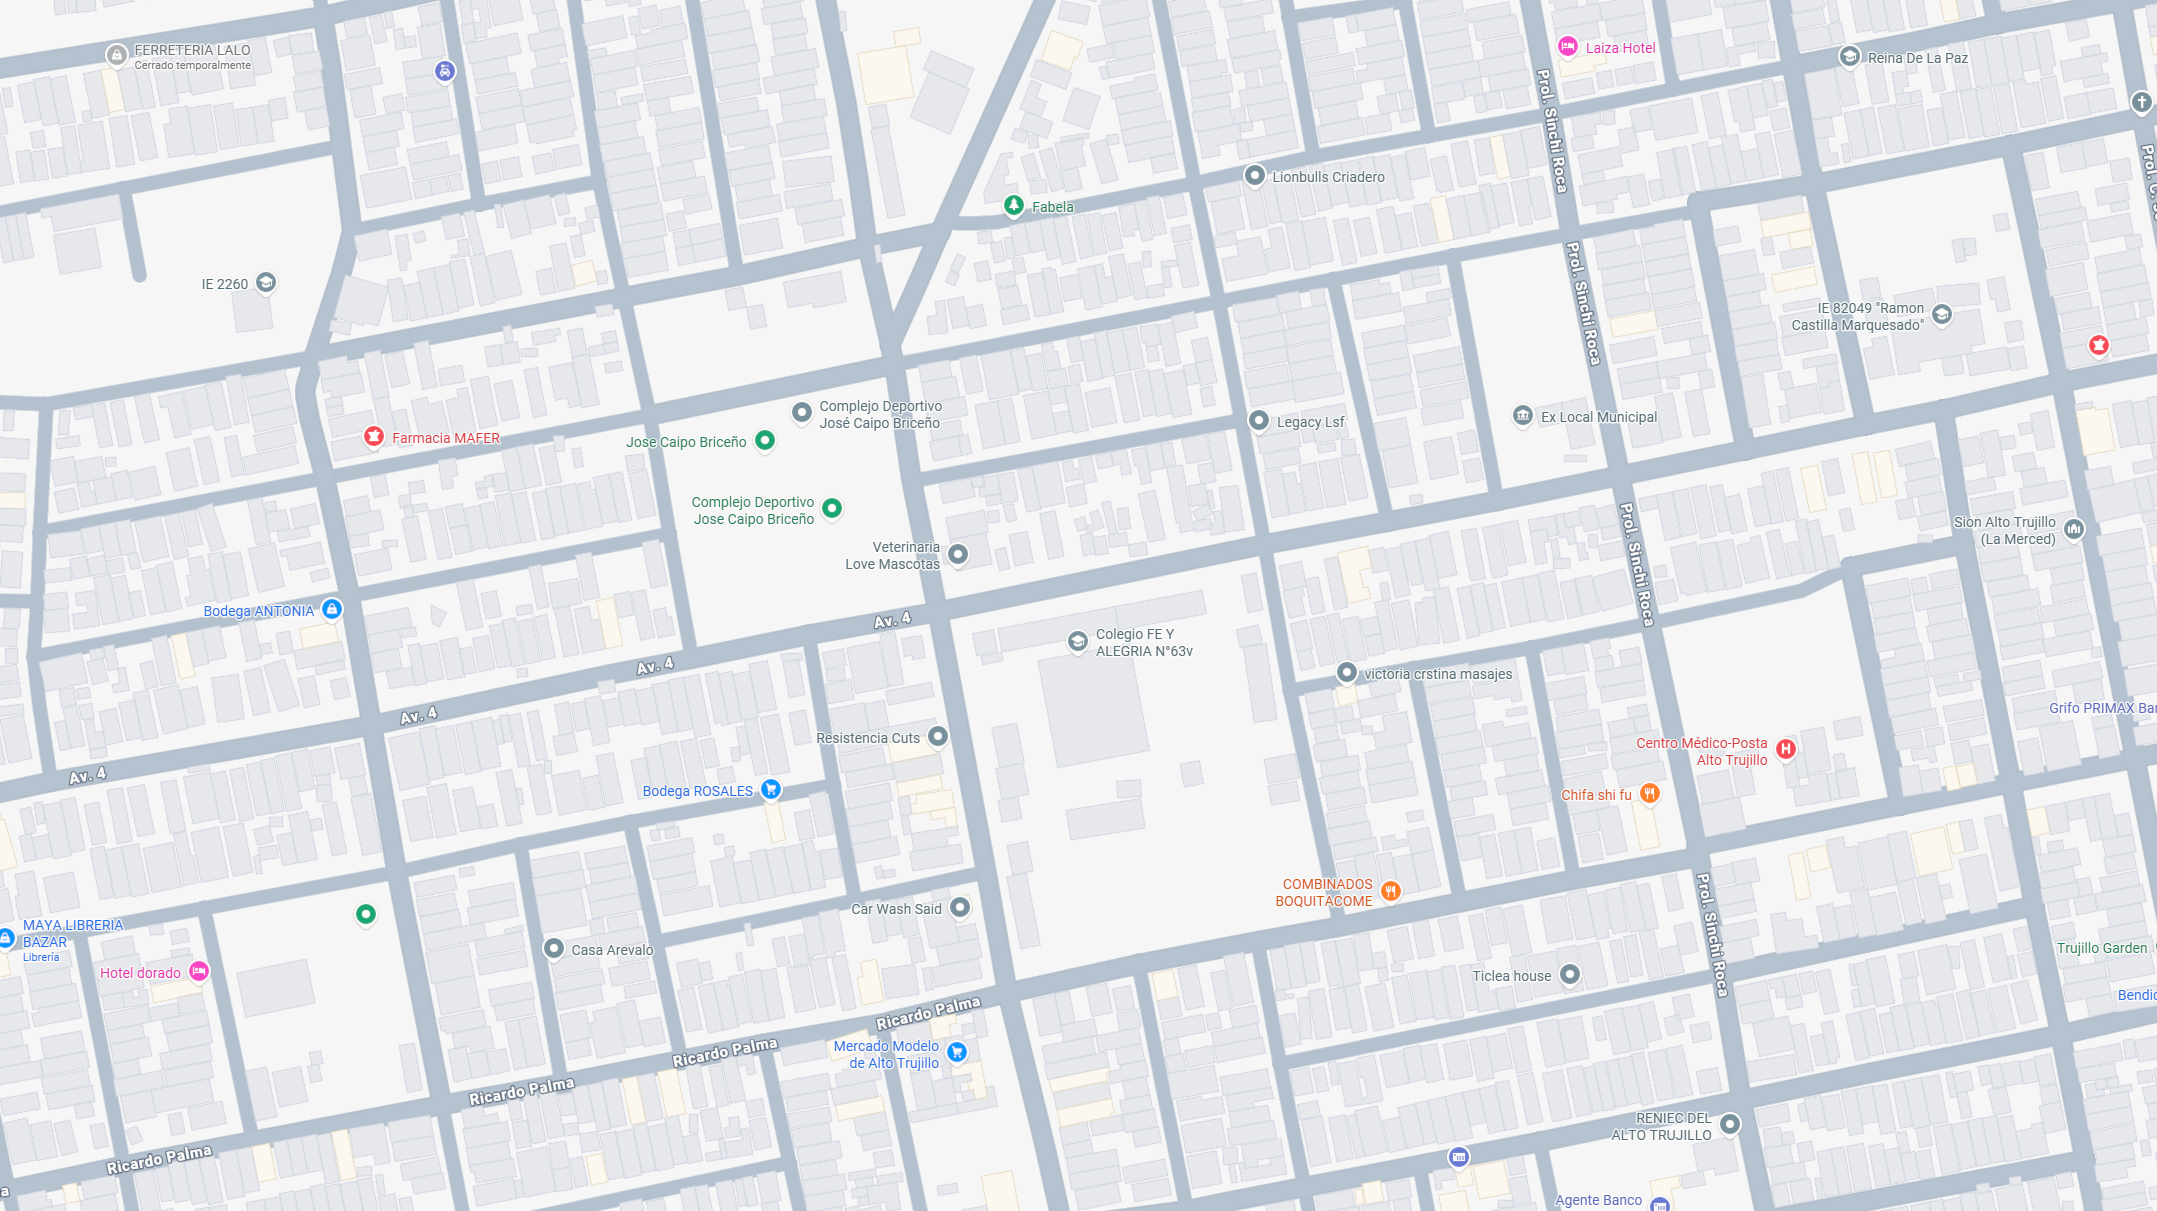 FERRETERIA LALO
Cerrado temporalmente
Laiza Hotel
Reina De La Paz
Prol. Sinchi Roca
Lionbulls Criadero
Fabela
IE 2260
Prol. Sinchi Roca
IE 82049 "Ramon
Castilla Marquesado"
Complejo Deportivo
José Caipo Briceño
Jose Caipo Briceño
Farmacia MAFER
Legacy Lsf
Ex Local Municipal
Complejo Deportivo
Jose Caipo Briceño
Prol. Sinchi Roca
Sion Alto Trujillo
(La Merced)
Veterinaria
Love Mascotas
Bodega ANTONIA
Av. 4
Colegio FE Y
ALEGRIA N°63v
Av. 4
victoria crstina masajes
Av. 4
Grifo PRIMAX Bar
Resistencia Cuts
Centro Médico-Posta
Alto Trujillo
Av. 4
Bodega ROSALES
Chifa shi fu
COMBINADOS
BOQUITACOME
Car Wash Said
MAYA LIBRERIA
BAZAR
Librería
Prol. Sinchi Roca
Casa Arevalo
Trujillo Garden
Hotel dorado
Ticlea house
Bendic
Ricardo Palma
Ricardo Palma
Mercado Modelo
de Alto Trujillo
Ricardo Palma
RENIEC DEL
ALTO TRUJILLO
Ricardo Palma
Agente Banco